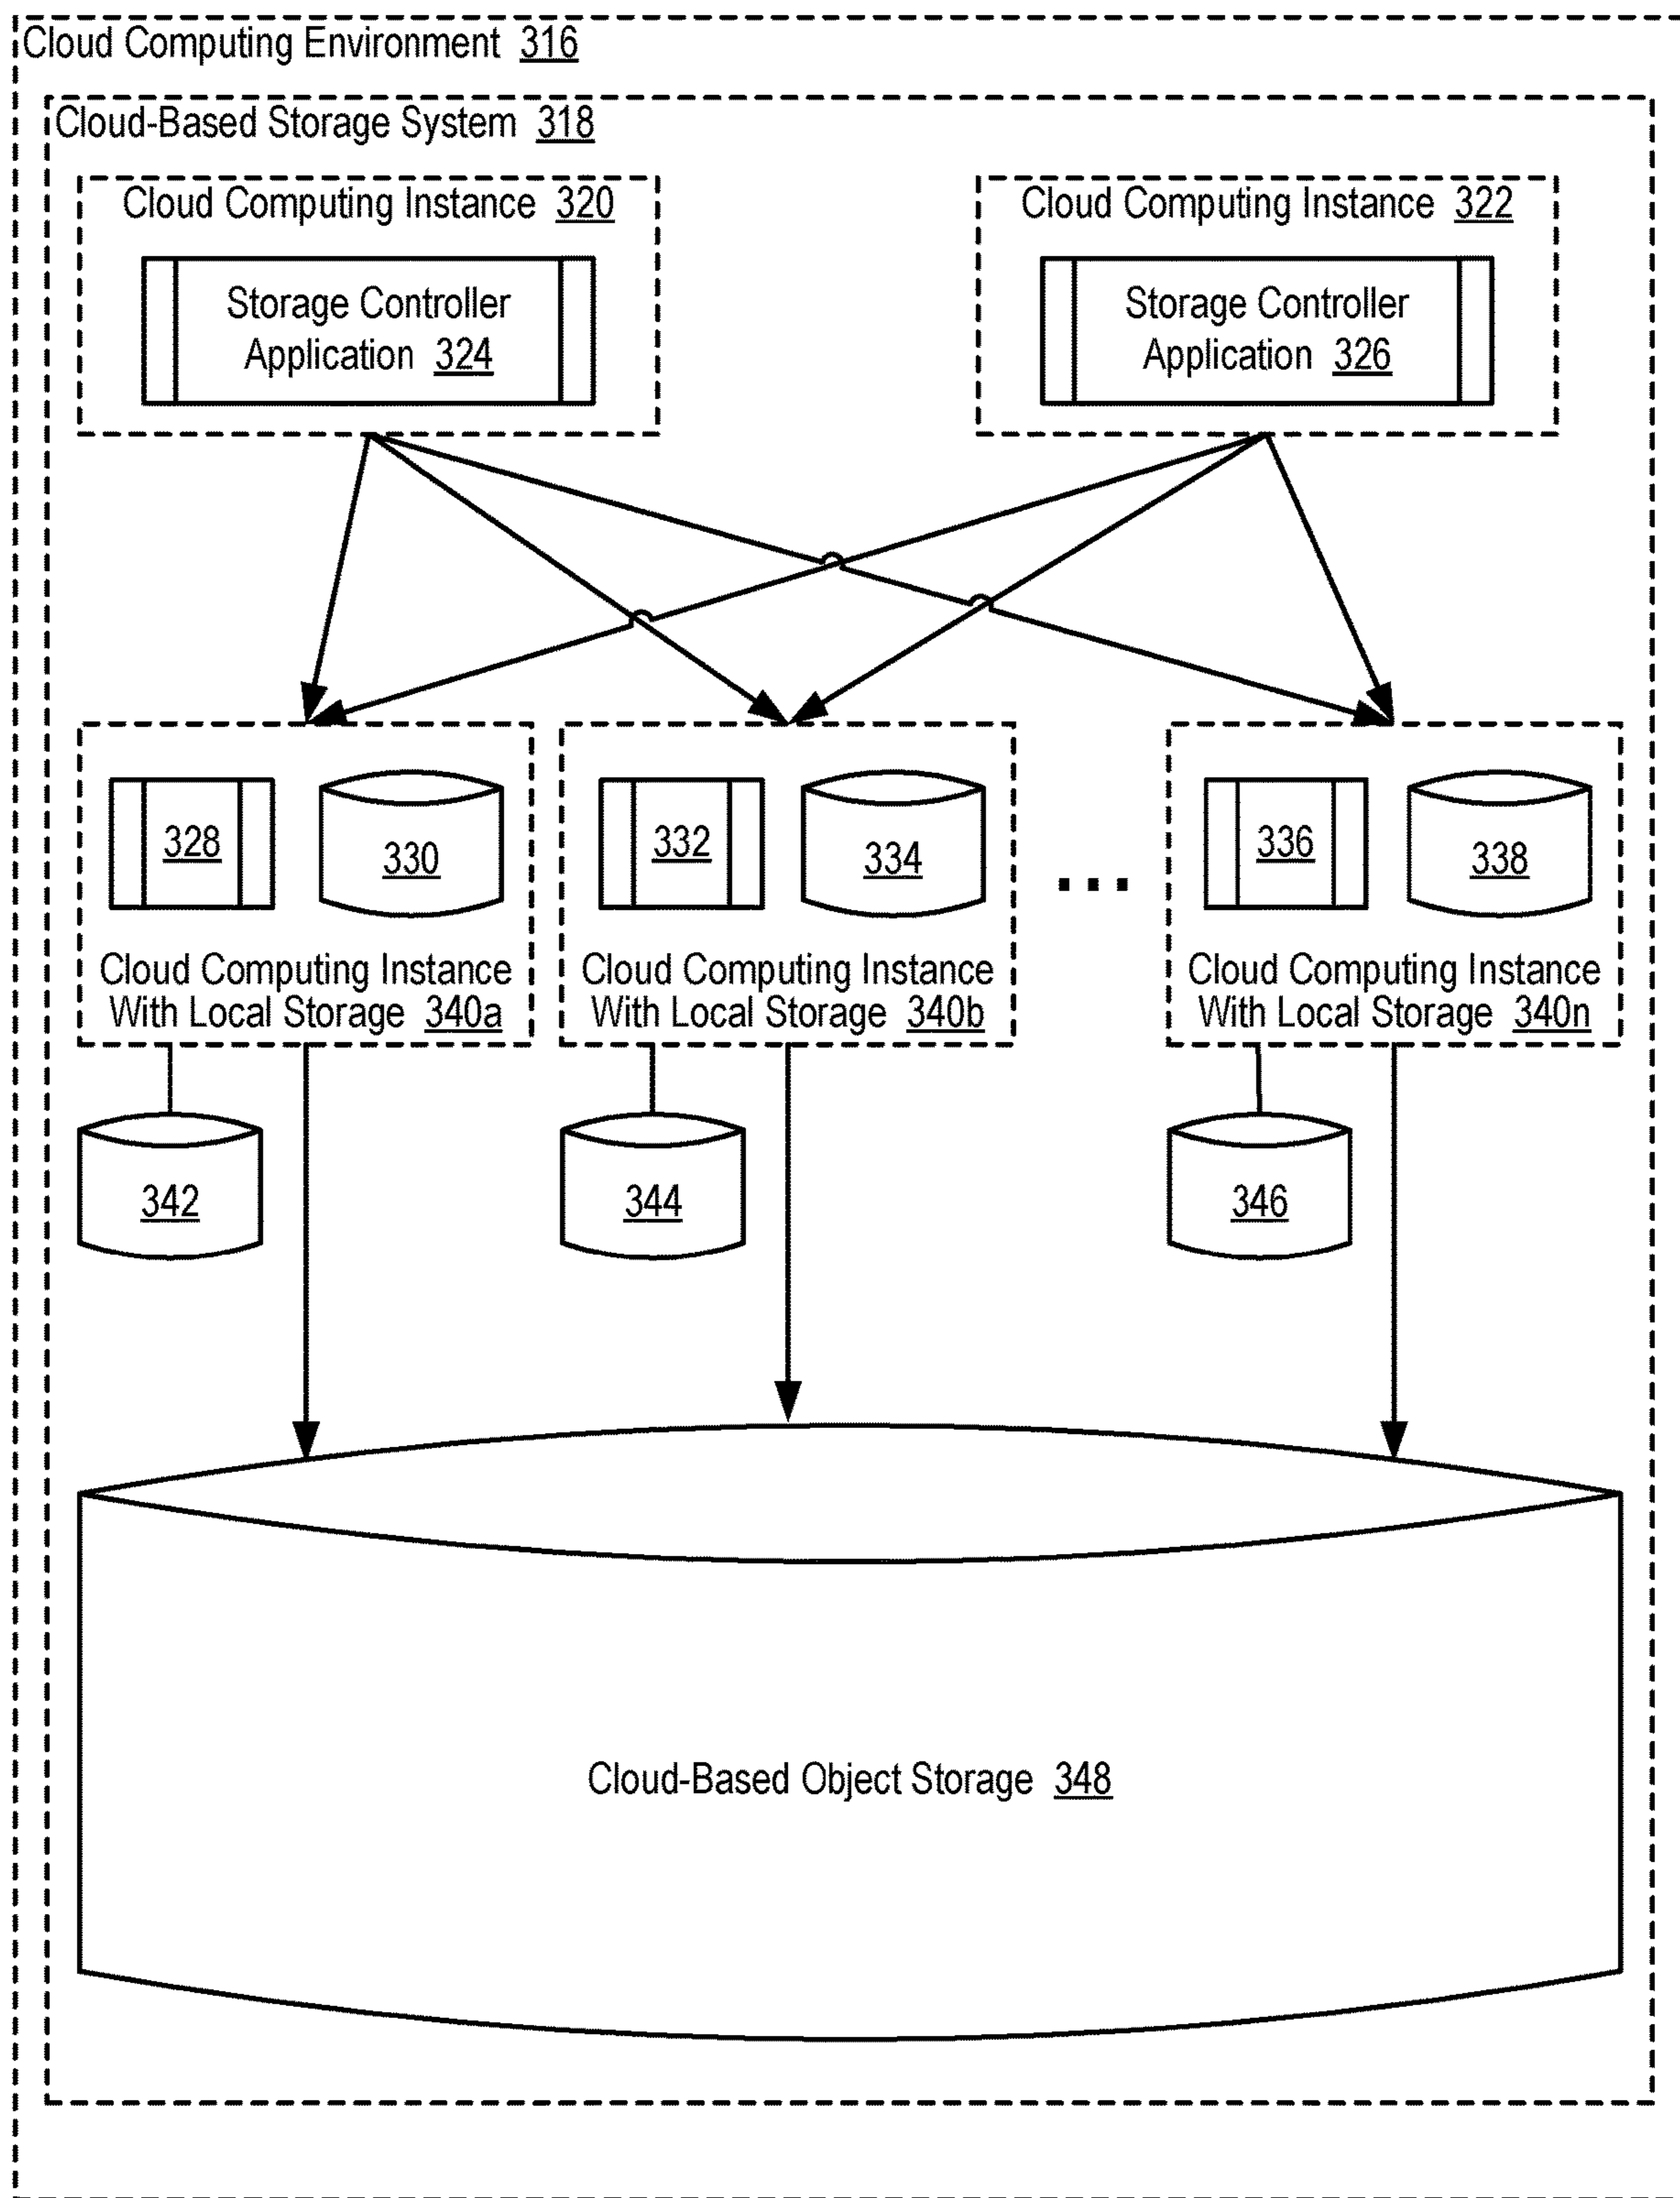 Cloud Computing Environment 316
Cloud-Based Storage System 318
Cloud Computing Instance 320
Storage Controller
Application 324
Cloud Computing Instance 322
Storage Controller
Application 326
328
330
Cloud Computing Instance
With Local Storage 340a
332
334
Cloud Computing Instance
With Local Storage 340b
...
336
338
Cloud Computing Instance
With Local Storage 340n
342
344
346
Cloud-Based Object Storage 348